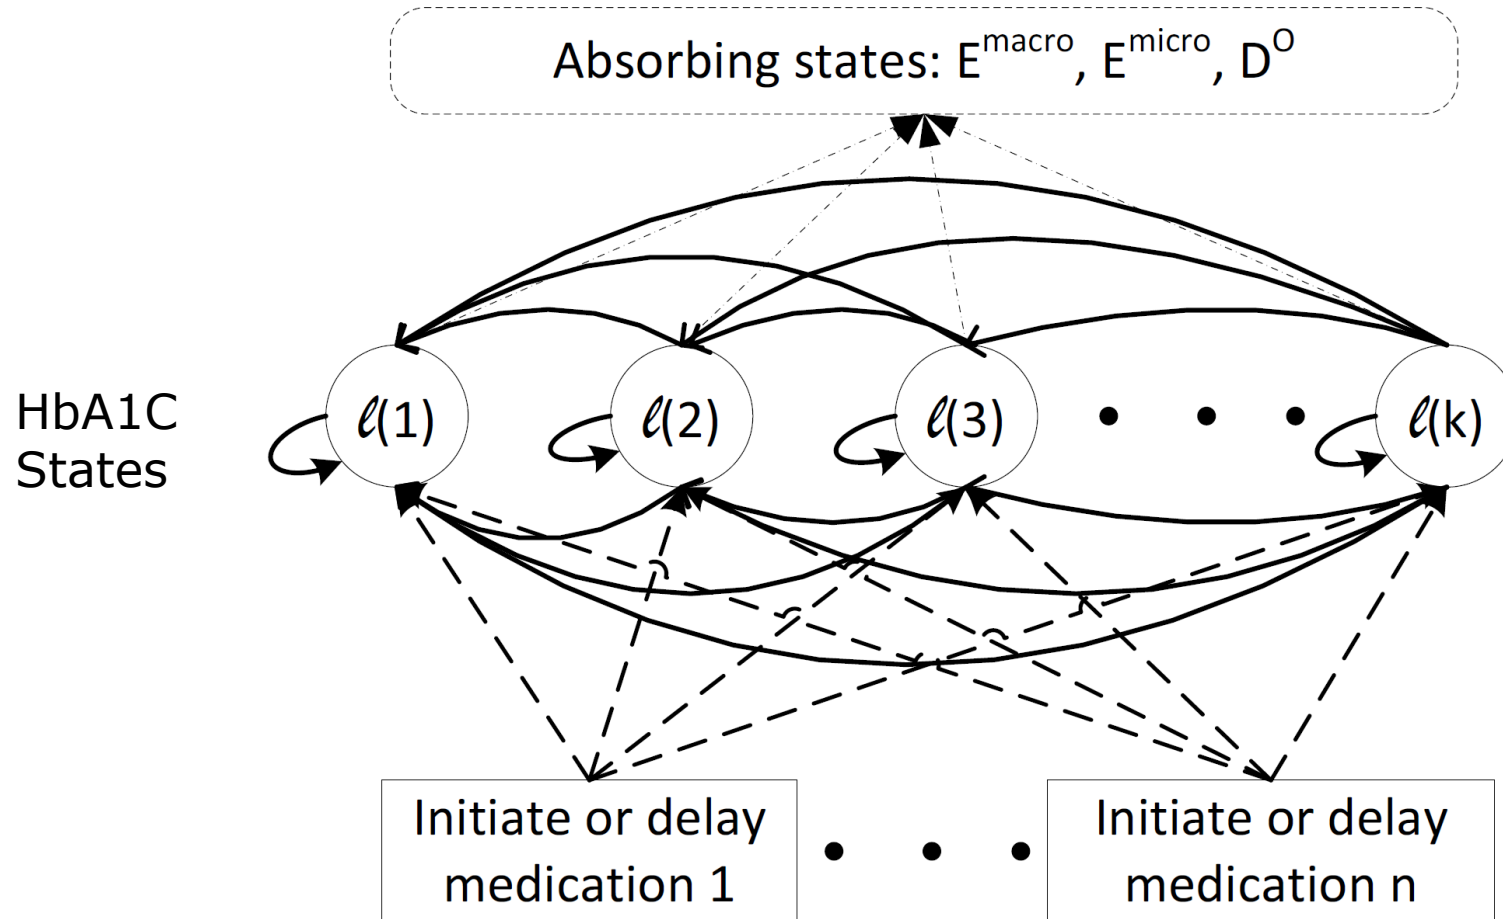 Absorbing states: E^macro, E^micro, D^O
HbA1C
States
ℓ(1)
ℓ(2)
ℓ(3)
ℓ(k)
Initiate or delay
medication 1
Initiate or delay
medication n